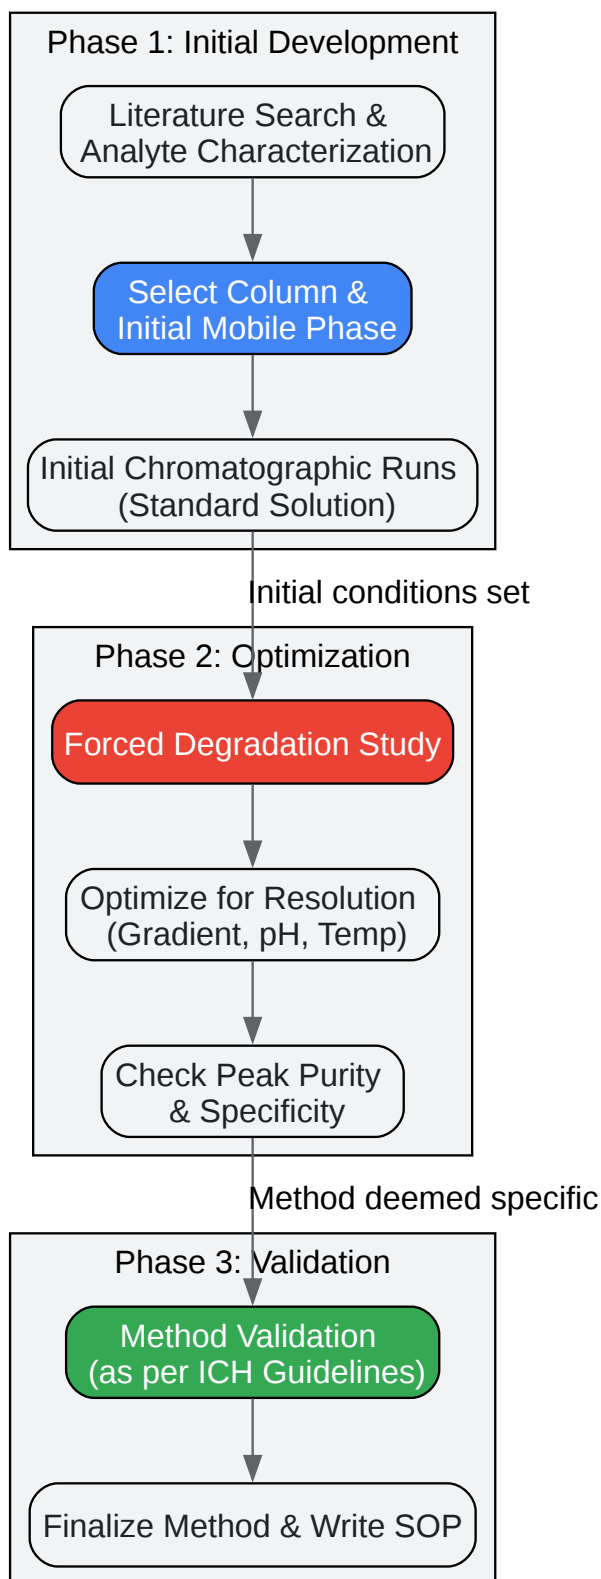 Phase 1: Initial Development
Literature Search &
Analyte Characterization
Select Column &
Initial Mobile Phase
Initial Chromatographic Runs
(Standard Solution)
Initial conditions set
Phase 2: Optimization
Forced Degradation Study
Optimize for Resolution
(Gradient, pH, Temp)
Check Peak Purity
& Specificity
Method deemed specific
Phase 3: Validation
Method Validation
(as per ICH Guidelines)
Finalize Method & Write SOP